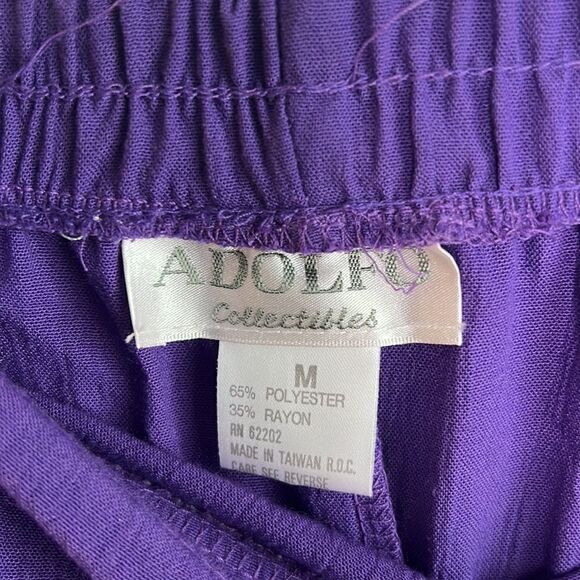 ADOLFO
Collectibles
M
65% POLYESTER
35% RAYON
RN 62202
MADE IN TAIWAN R.O.C.
CARE SEE REVERSE